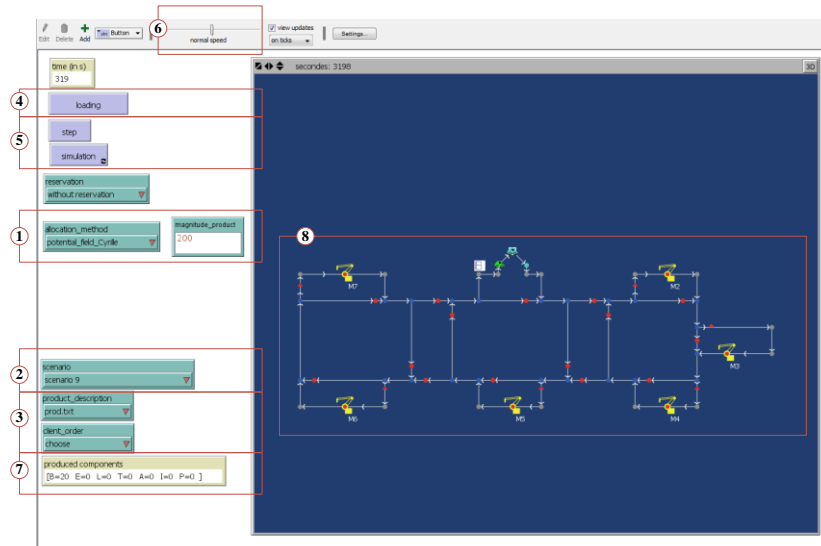 6
Edit Delete Add Button normal speed view updates on ticks Settings...
time (in s)
319
secondes: 3198 3D
4
loading
5
step
simulation
reservation
without reservation
1
allocation_method
potential_field_Cyrille
magnitude_product
200
8
M7
M2
M3
M6
M5
M4
2
scenario
scenario 9
3
product_description
prod.txt
client_order
choose
7
produced components
[B=20 E=0 L=0 T=0 A=0 I=0 P=0 ]